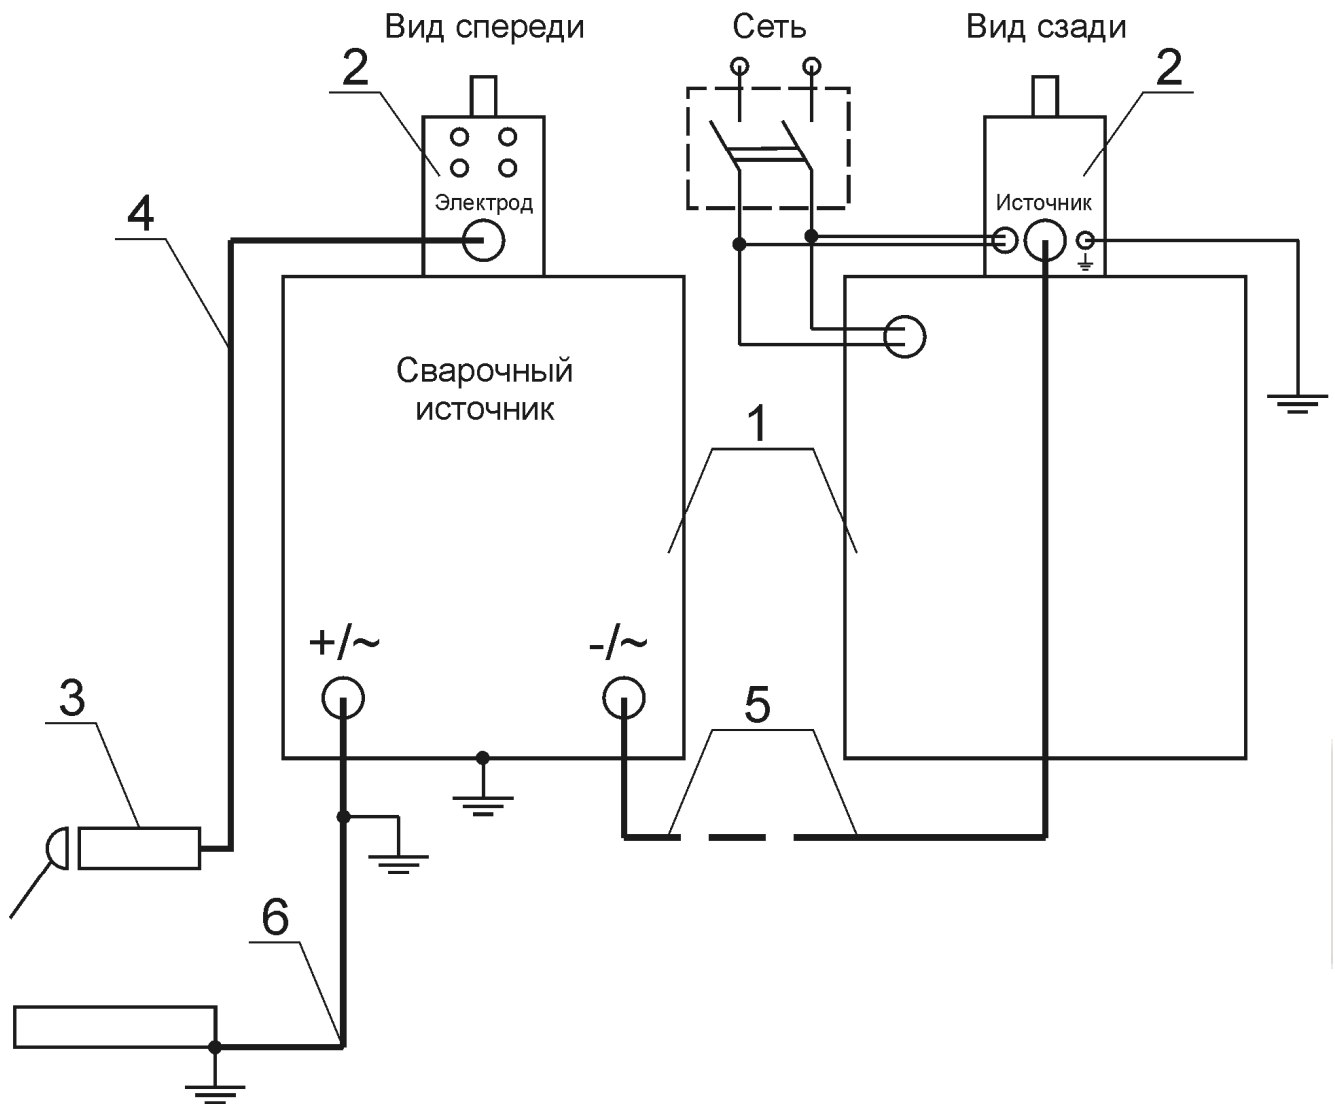 Вид спереди
Сеть
Вид сзади
2
2
Электрод
Источник
4
Сварочный
источник
1
+/~
-/~
3
5
6